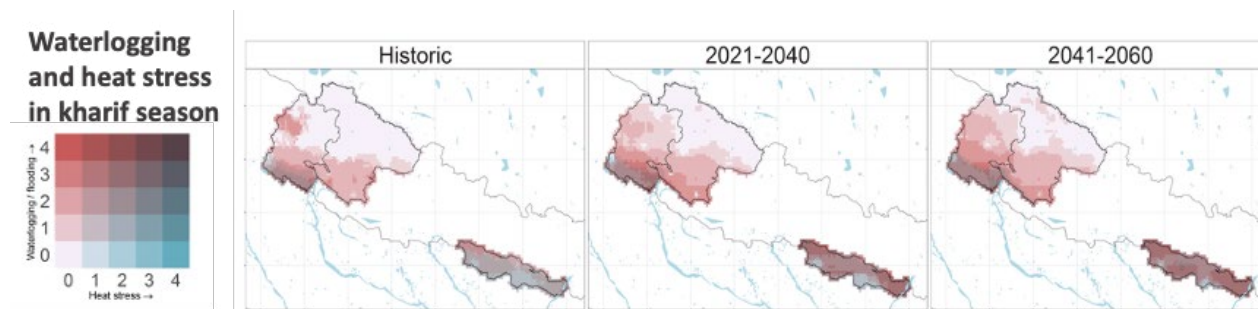 Waterlogging
and heat stress
in kharif season
Waterlogging / flooding →
4
3
2
1
0
0 1 2 3 4
Heat stress →
Historic
2021-2040
2041-2060